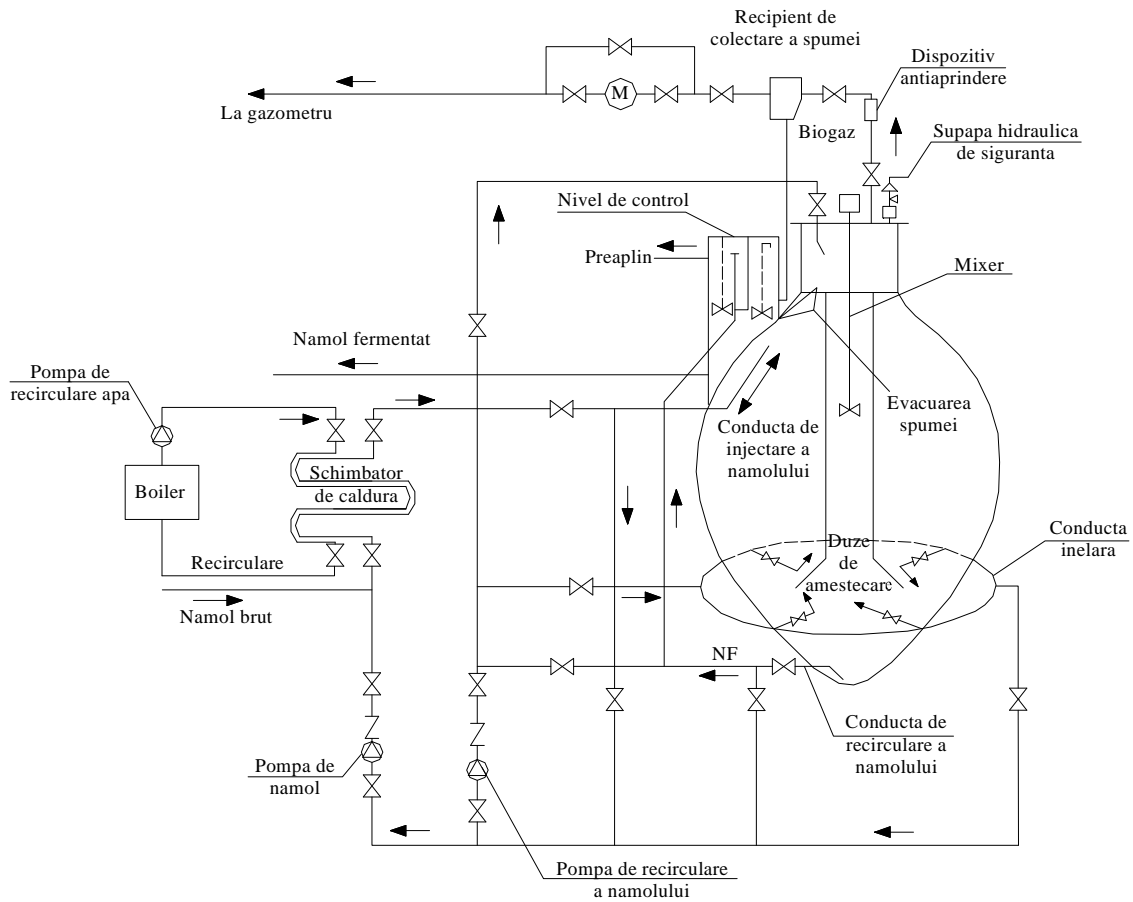 Recipient de
colectare a spumei
Dispozitiv
antiaprindere
M
La gazometru
Biogaz
Supapa hidraulica
de siguranta
Nivel de control
Preaplin
Mixer
Namol fermentat
Pompa de
recirculare apa
Evacuarea
spumei
Conducta de
injectare a
namolului
Schimbator
de caldura
Boiler
Conducta
inelara
Duze
de
amestecare
Recirculare
Namol brut
NF
Conducta de
recirculare a
namolului
Pompa de
namol
Pompa de recirculare
a namolului